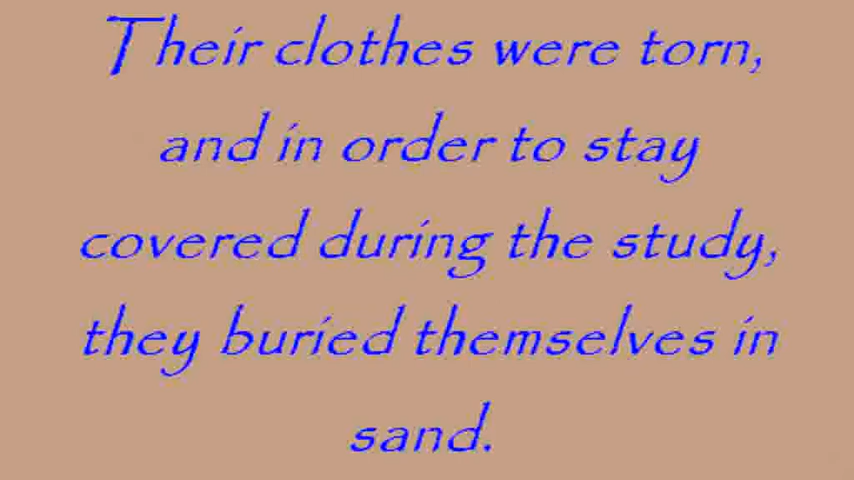 Their clothes were torn,
and in order to stay
covered during the study,
they buried themselves in
sand.